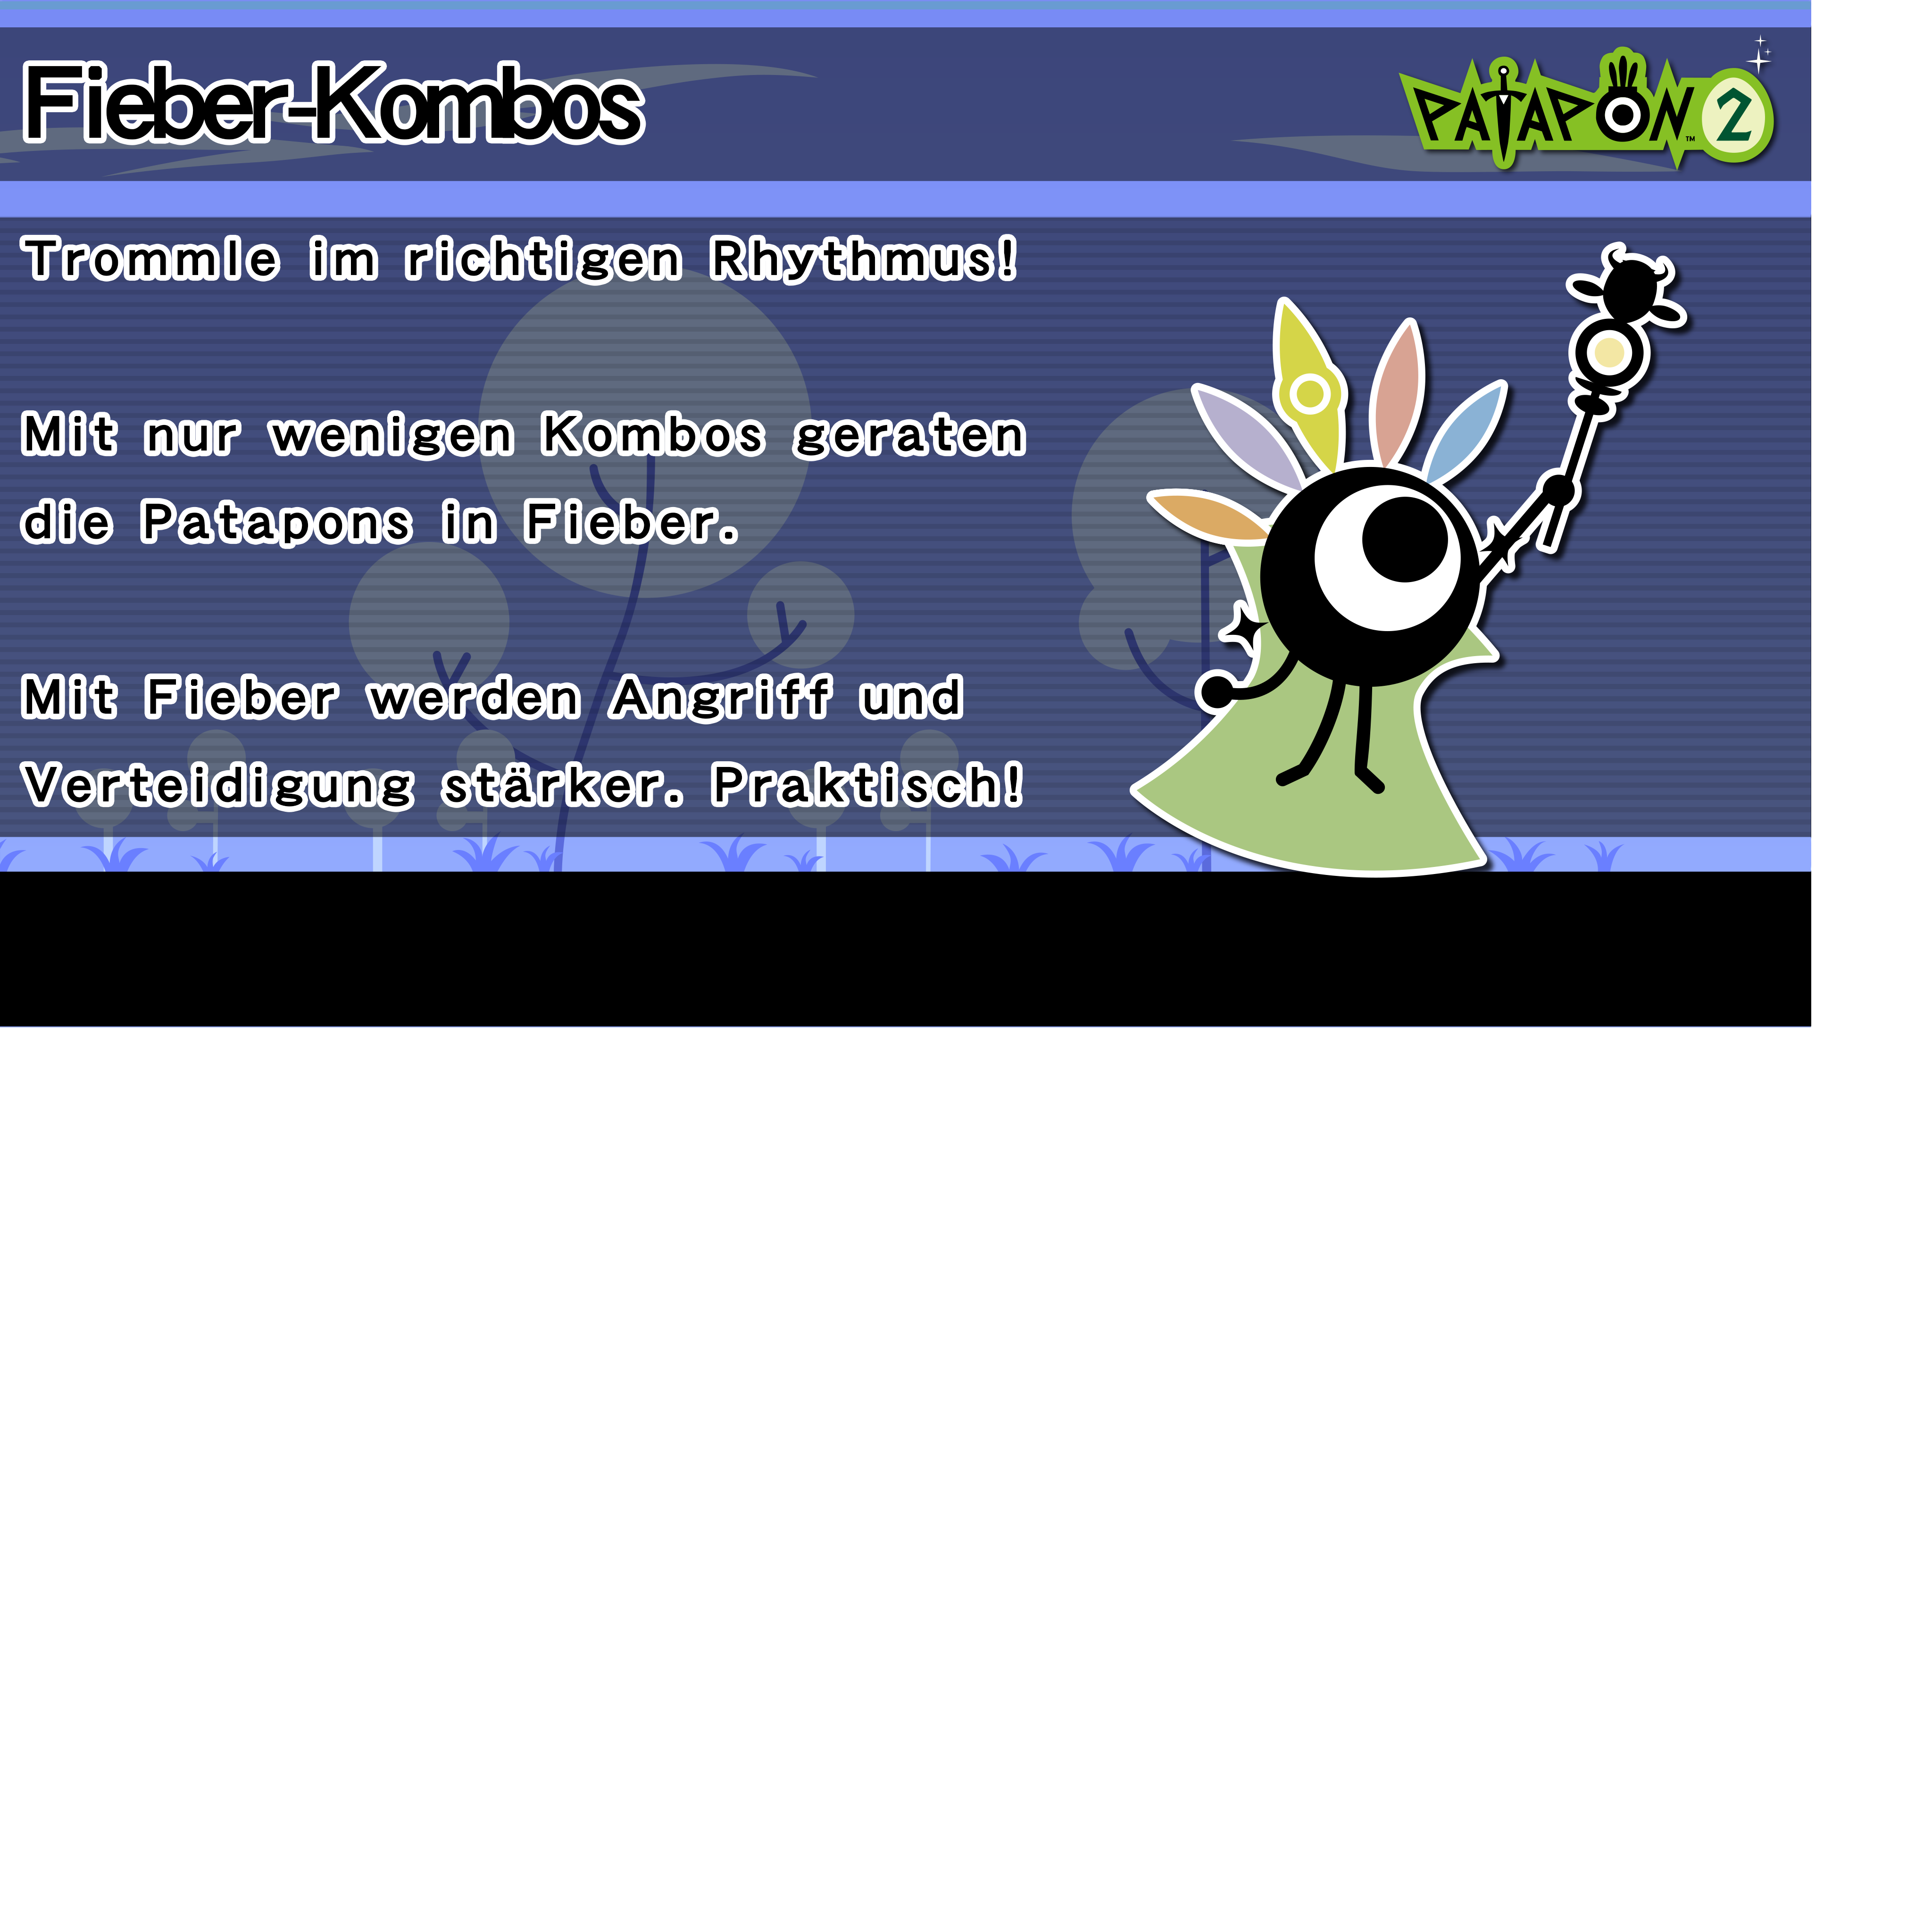 Fieber-Kombos
PATAPON™ 2
Trommle im richtigen Rhythmus!
Mit nur wenigen Kombos geraten
die Patapons in Fieber.
Mit Fieber werden Angriff und
Verteidigung stärker. Praktisch!